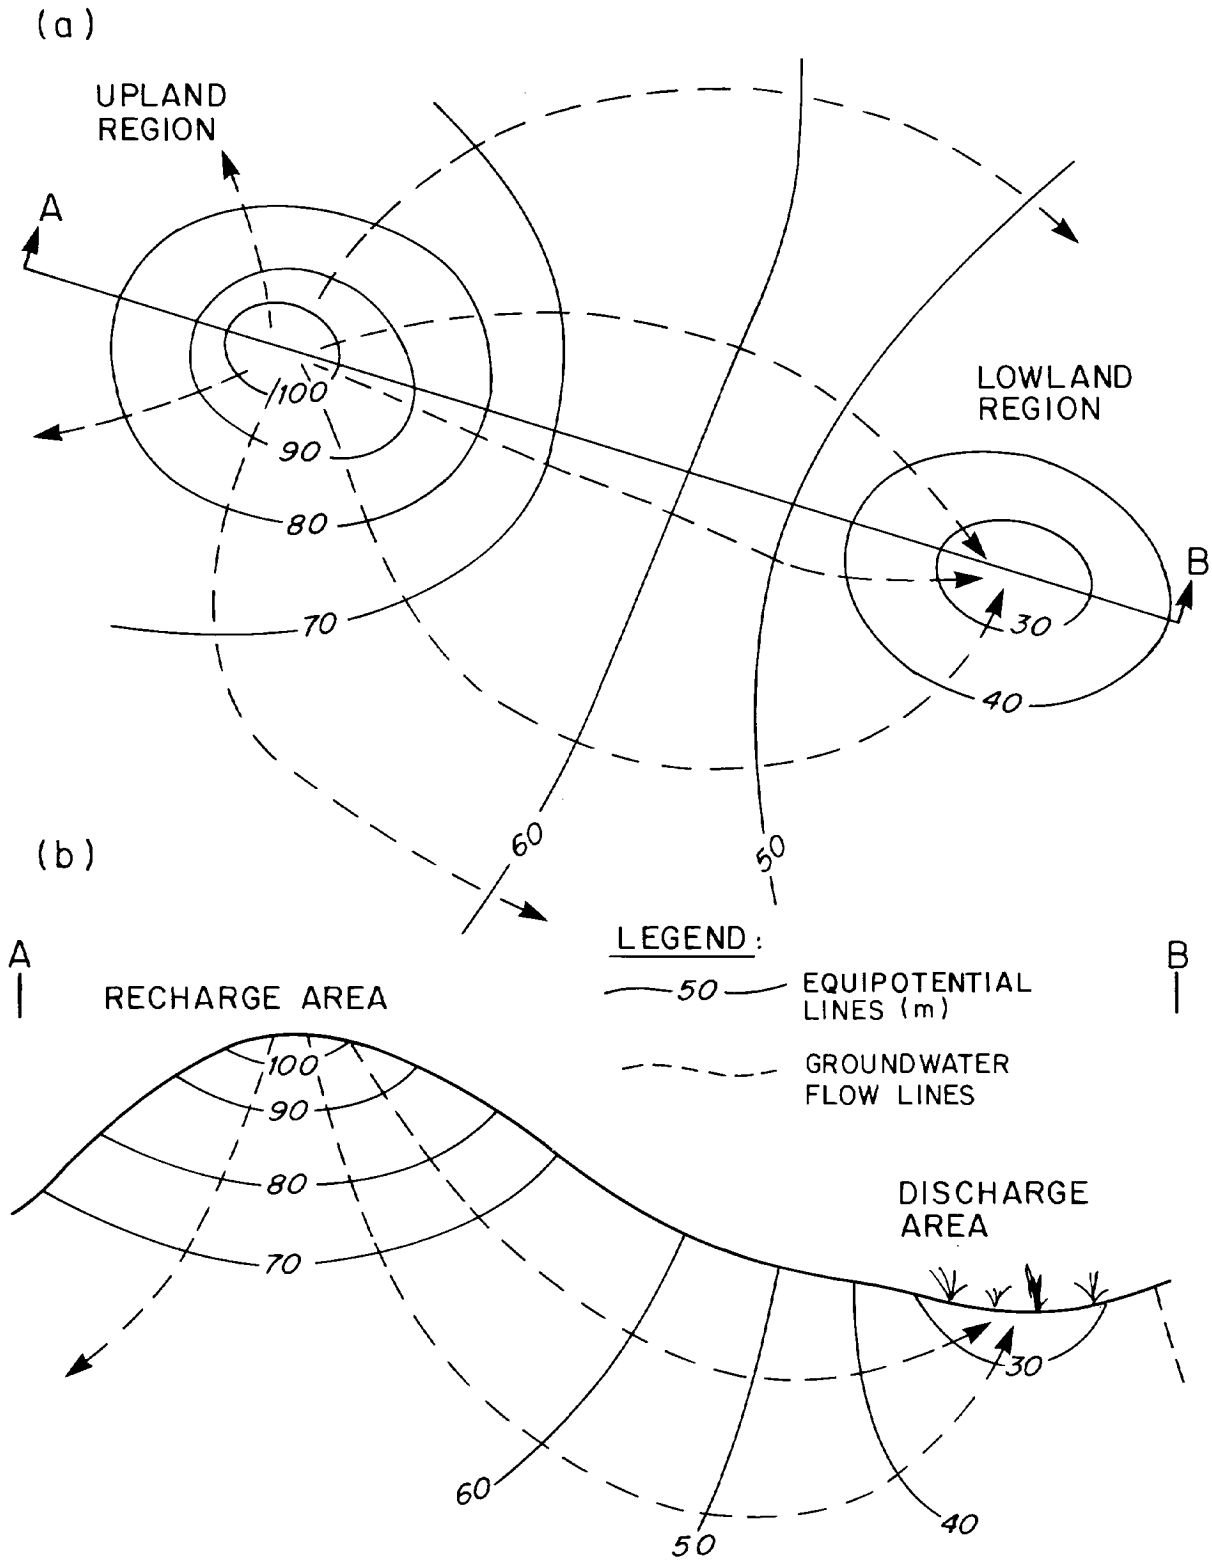 (a)
UPLAND
REGION
A
100
90
80
70
LOWLAND
REGION
B
30
40
60
50
(b)
LEGEND:
50 EQUIPOTENTIAL
LINES (m)
GROUNDWATER
FLOW LINES
A
B
RECHARGE AREA
100
90
80
70
DISCHARGE
AREA
30
60
50
40